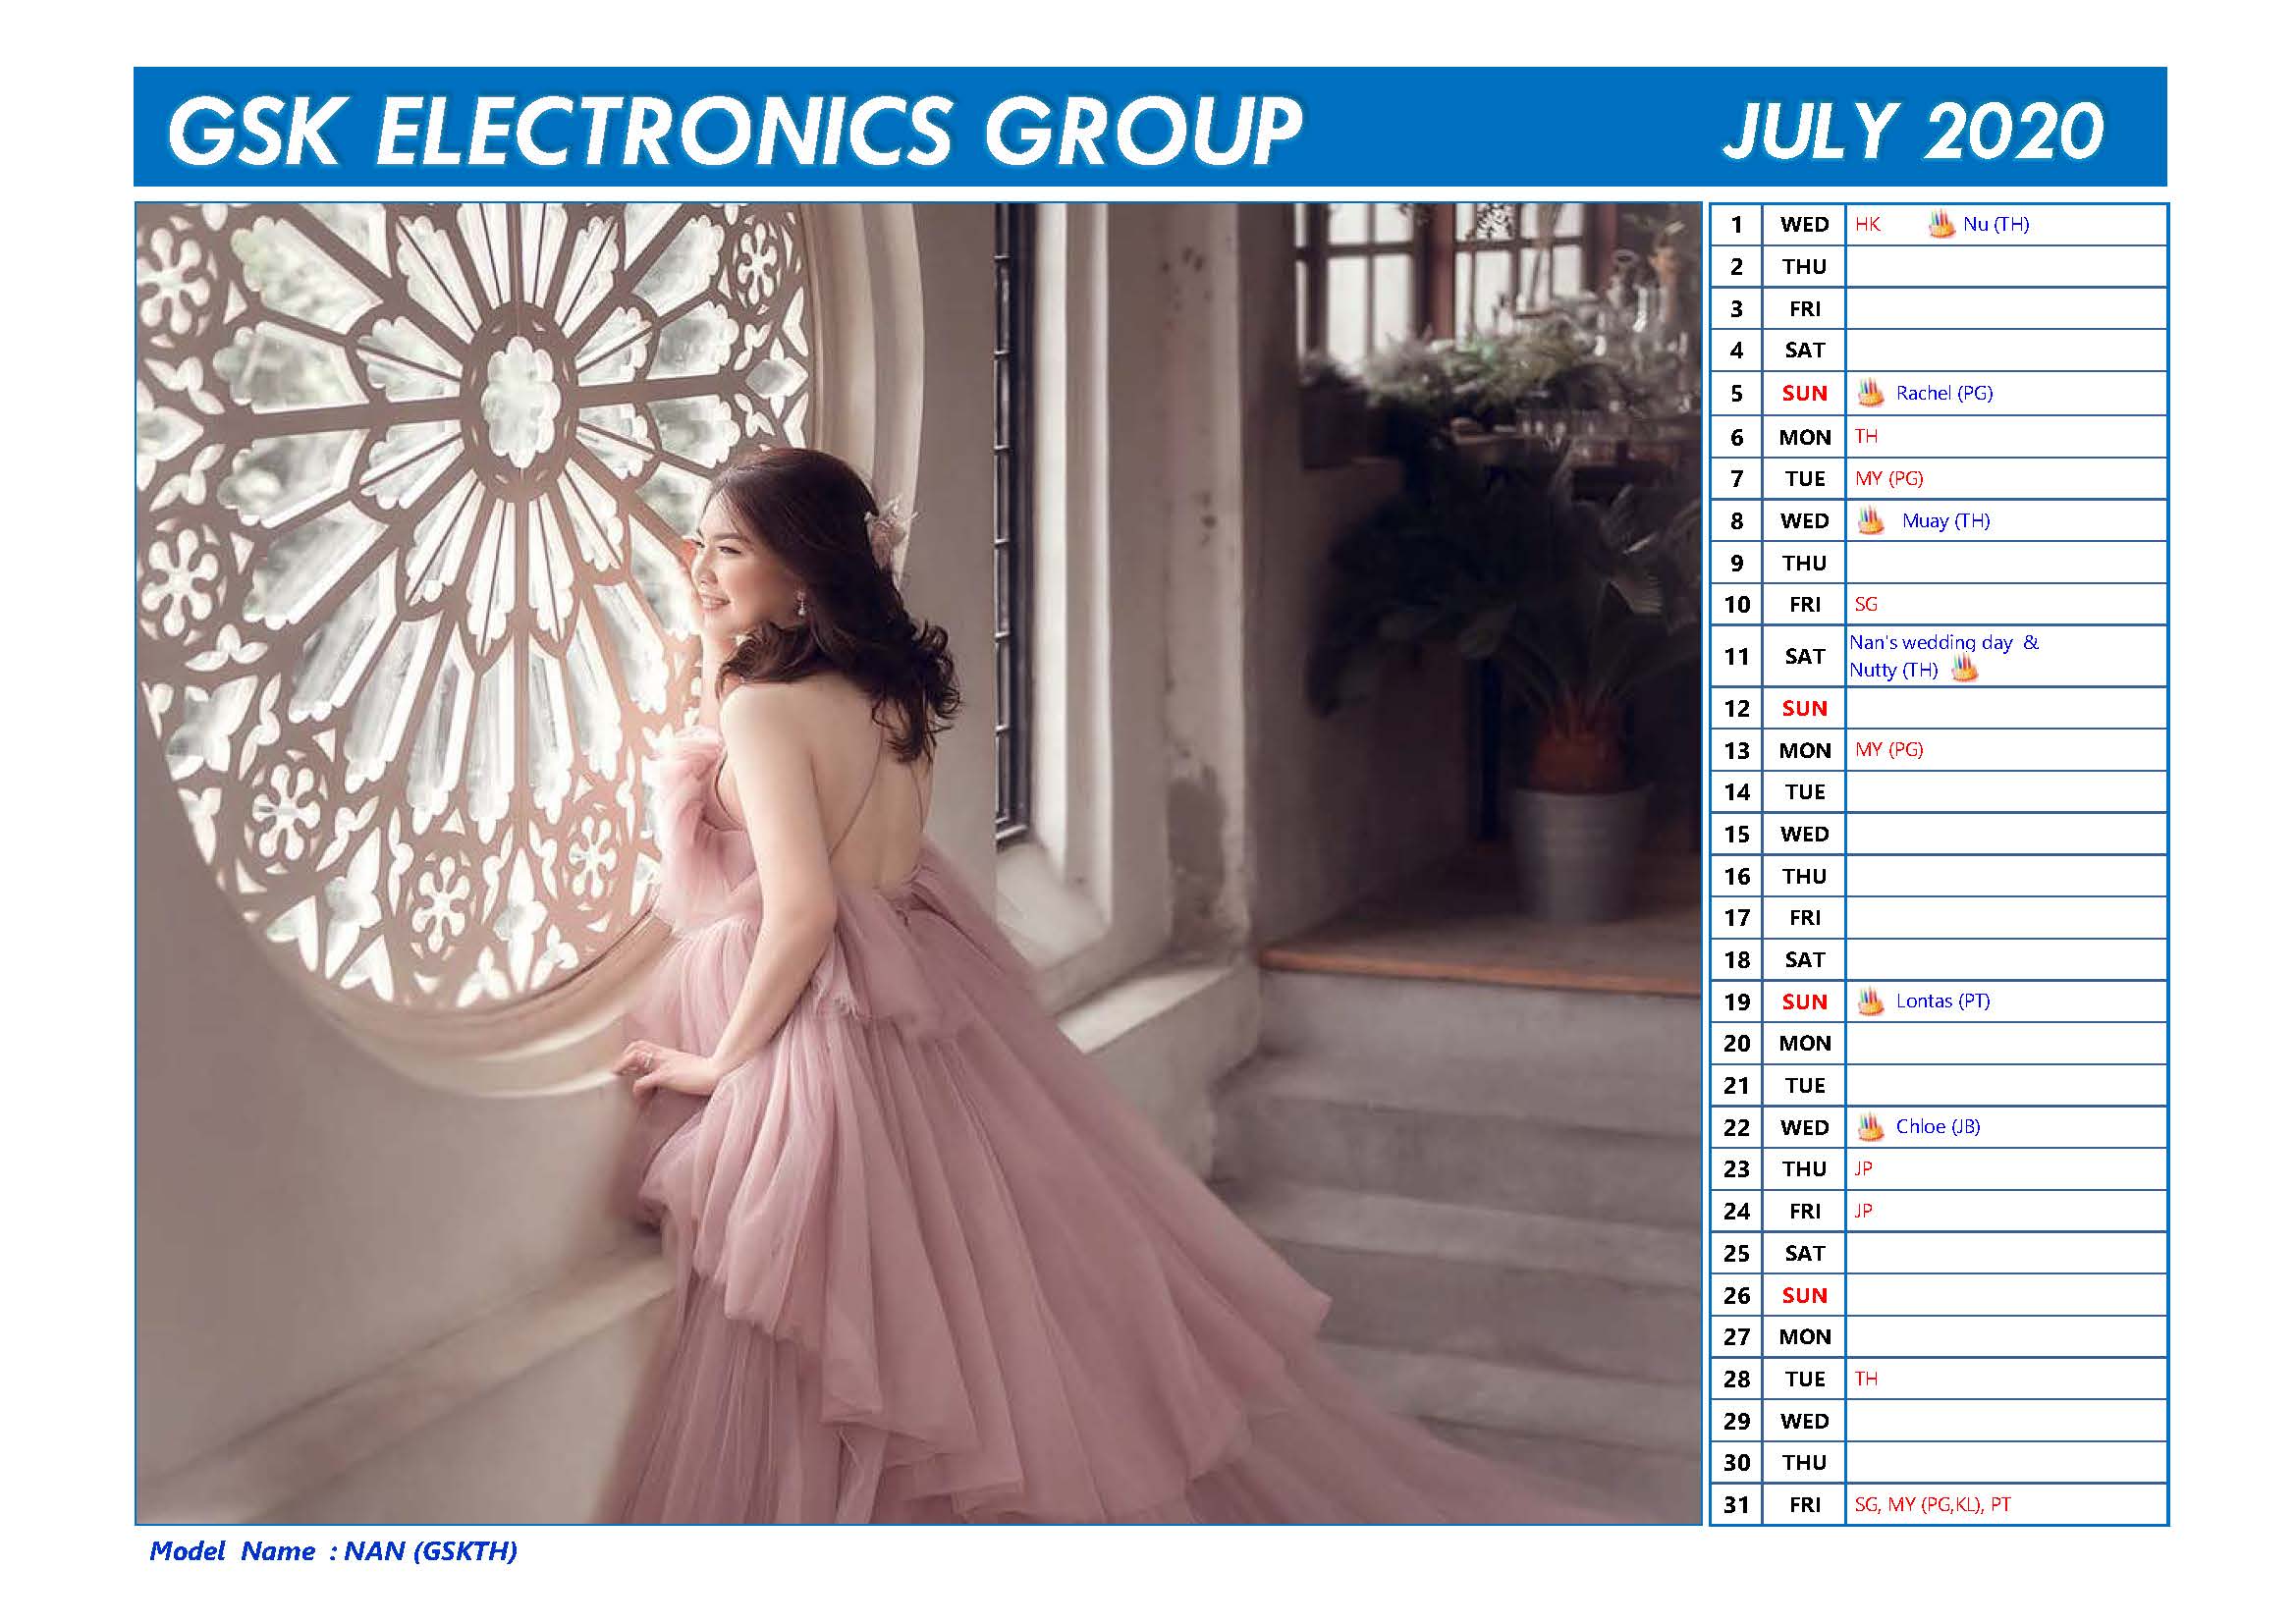 GSK ELECTRONICS GROUP JULY 2020
1 WED HK Nu (TH)
2 THU
3 FRI
4 SAT
5 SUN Rachel (PG)
6 MON TH
7 TUE MY (PG)
8 WED Muay (TH)
9 THU
10 FRI SG
11 SAT Nan's wedding day & 
Nutty (TH)
12 SUN
13 MON MY (PG)
14 TUE
15 WED
16 THU
17 FRI
18 SAT
19 SUN Lontas (PT)
20 MON
21 TUE
22 WED Chloe (JB)
23 THU JP
24 FRI JP
25 SAT
26 SUN
27 MON
28 TUE TH
29 WED
30 THU
31 FRI SG, MY (PG,KL), PT
Model Name : NAN (GSKTH)